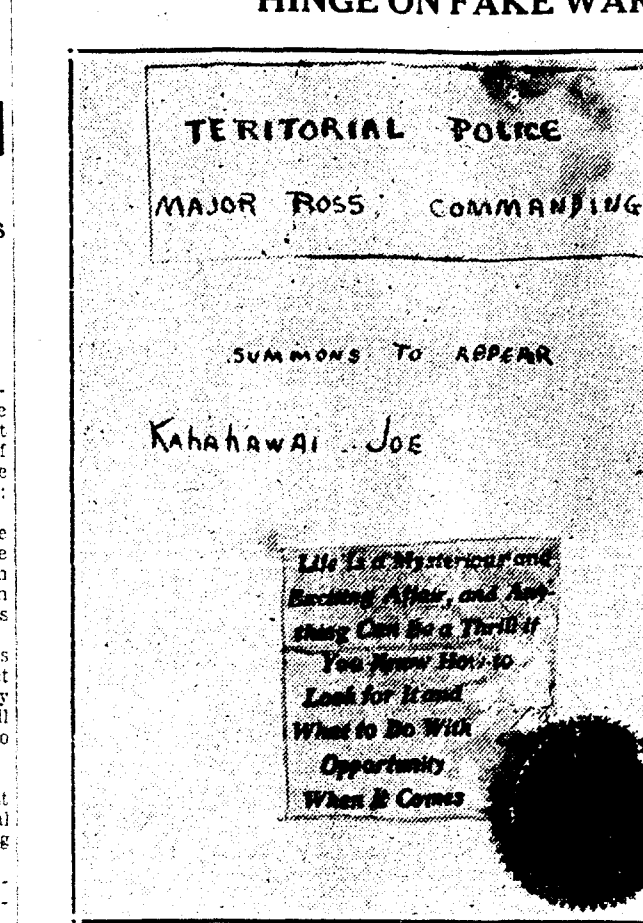 HINGE ON FAKE WAR
TERITORIAL POLICE
MAJOR ROSS, COMMANDING
SUMMONS TO APPEAR
KAhAhAWAI JOE
Life Is a Mysterious and
Exciting Affair, and Any-
thing Can Be a Thrill if
You Know How to
Look for It and
What to Do With
Opportunity
When It Comes